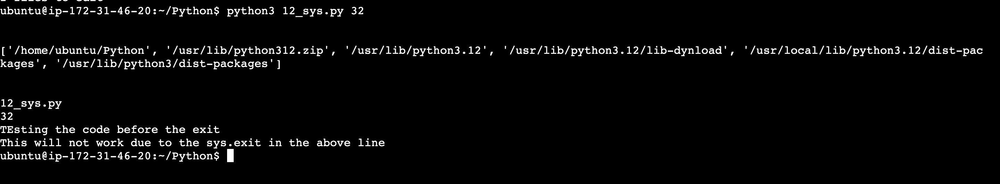 ubuntu@ip-172-31-46-20:~/Python$ python3 12_sys.py 32
['/home/ubuntu/Python', '/usr/lib/python312.zip', '/usr/lib/python3.12', '/usr/lib/python3.12/lib-dynload', '/usr/local/lib/python3.12/dist-pac
kages', '/usr/lib/python3/dist-packages']
12_sys.py
32
TEsting the code before the exit
This will not work due to the sys.exit in the above line
ubuntu@ip-172-31-46-20:~/Python$